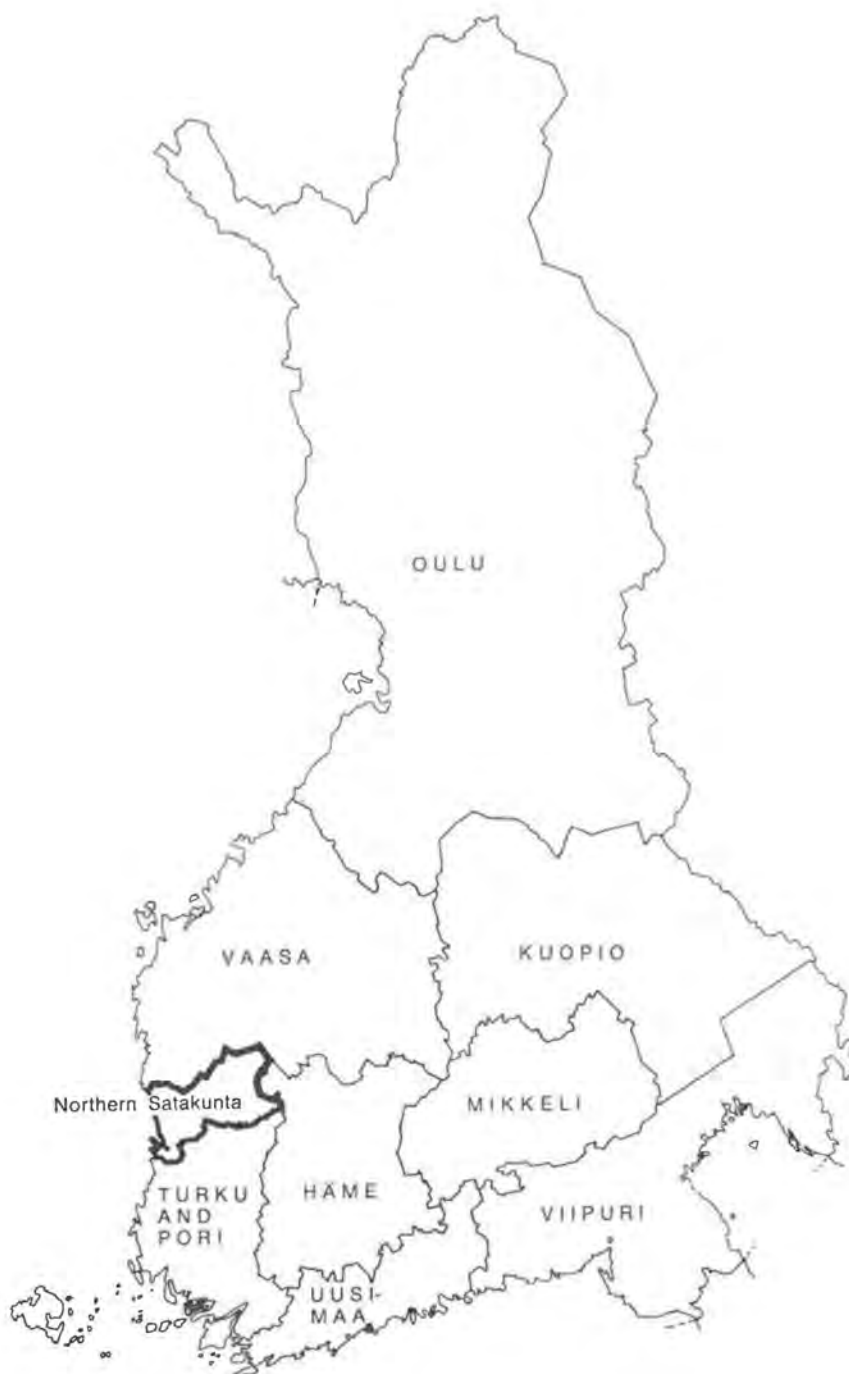 OULU
VAASA
KUOPIO
Northern Satakunta
MIKKELI
TURKU
AND
PORI
HÄME
VIIPURI
UUSI-
MAA